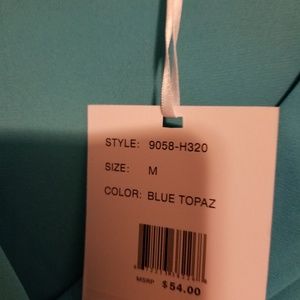 STYLE: 9058-H320
SIZE: M
COLOR: BLUE TOPAZ
MSRP $54.00